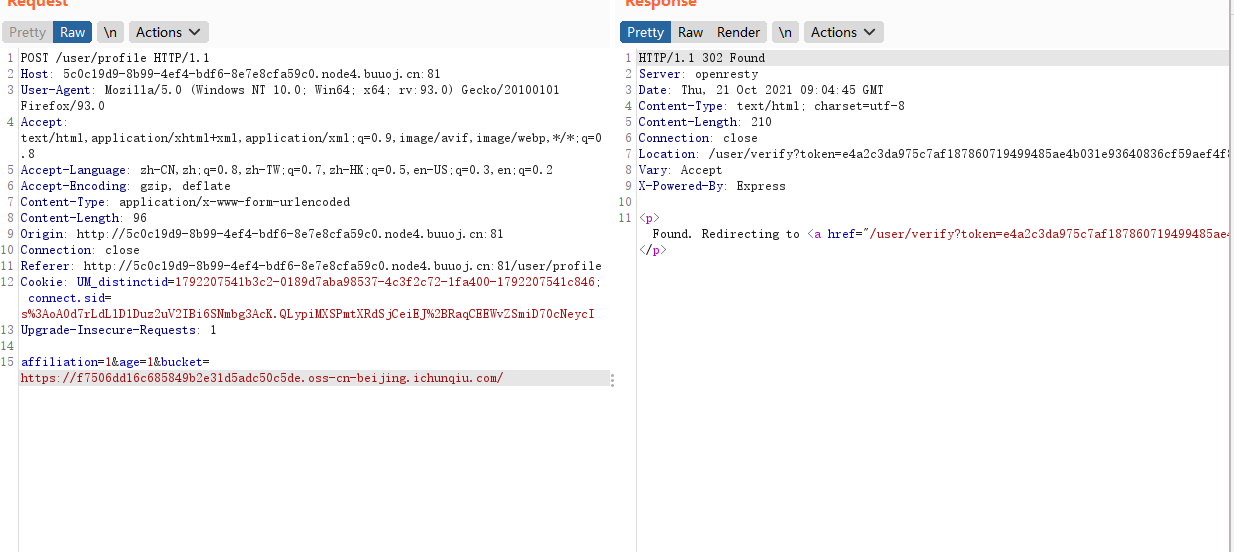 Request
Response
Pretty Raw \n Actions
Pretty Raw Render \n Actions
1 POST /user/profile HTTP/1.1
2 Host: 5c0c19d9-8b99-4ef4-bdf6-8e7e8cfa59c0.node4.buuoj.cn:81
3 User-Agent: Mozilla/5.0 (Windows NT 10.0; Win64; x64; rv:93.0) Gecko/20100101
Firefox/93.0
4 Accept:
text/html,application/xhtml+xml,application/xml;q=0.9,image/avif,image/webp,*/*;q=0
.8
5 Accept-Language: zh-CN,zh;q=0.8,zh-TW;q=0.7,zh-HK;q=0.5,en-US;q=0.3,en;q=0.2
6 Accept-Encoding: gzip, deflate
7 Content-Type: application/x-www-form-urlencoded
8 Content-Length: 96
9 Origin: http://5c0c19d9-8b99-4ef4-bdf6-8e7e8cfa59c0.node4.buuoj.cn:81
10 Connection: close
11 Referer: http://5c0c19d9-8b99-4ef4-bdf6-8e7e8cfa59c0.node4.buuoj.cn:81/user/profile
12 Cookie: UM_distinctid=1792207541b3c2-0189d7aba98537-4c3f2c72-1fa400-1792207541c846;
connect.sid=
s%3AoA0d7rLdL1D1Duz2uV2IBi6SNmbg3AcK.QLypiMXSPmtXRdSjCeiEJ%2BRaqCEEWvZSmiD70cNeycI
13 Upgrade-Insecure-Requests: 1
14
15 affiliation=1&age=1&bucket=
https://f7506dd16c685849b2e31d5adc50c5de.oss-cn-beijing.ichunqiu.com/
1 HTTP/1.1 302 Found
2 Server: openresty
3 Date: Thu, 21 Oct 2021 09:04:45 GMT
4 Content-Type: text/html; charset=utf-8
5 Content-Length: 210
6 Connection: close
7 Location: /user/verify?token=e4a2c3da975c7af187860719499485ae4b031e93640836cf59aef4f8
8 Vary: Accept
9 X-Powered-By: Express
10
11 <p>
Found. Redirecting to <a href="/user/verify?token=e4a2c3da975c7af187860719499485ae4
</p>